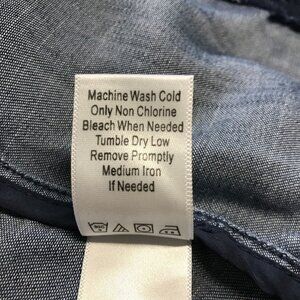 Machine Wash Cold
Only Non Chlorine
Bleach When Needed
Tumble Dry Low
Remove Promptly
Medium Iron
If Needed